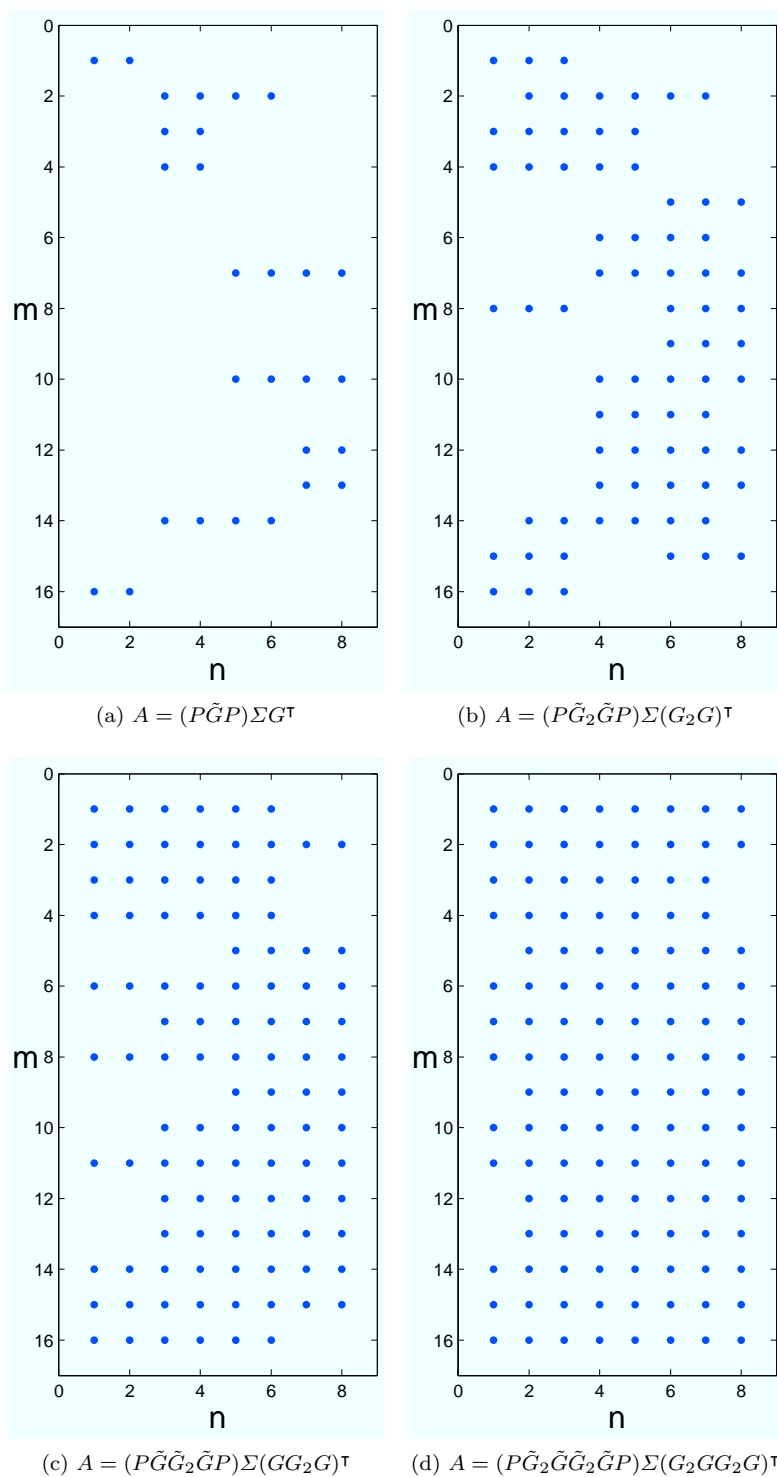 0
2
4
6
m 8
10
12
14
16
0 2 4 6 8
n
(a) A = (PG̃P)ΣGᵀ
0
2
4
6
m 8
10
12
14
16
0 2 4 6 8
n
(b) A = (PG̃₂G̃P)Σ(G₂G)ᵀ
0
2
4
6
m 8
10
12
14
16
0 2 4 6 8
n
(c) A = (PG̃G̃₂G̃P)Σ(GG₂G)ᵀ
0
2
4
6
m 8
10
12
14
16
0 2 4 6 8
n
(d) A = (PG̃₂G̃G̃₂G̃P)Σ(G₂GG₂G)ᵀ